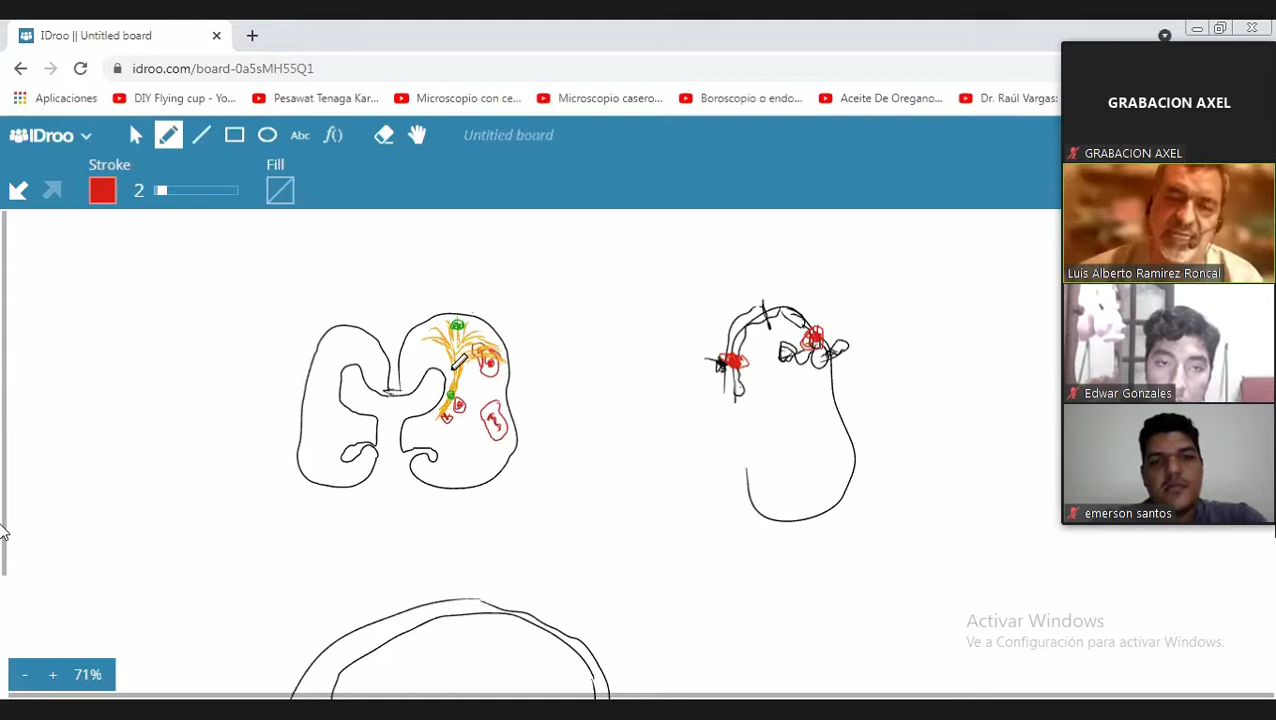 IDroo || Untitled board
idroo.com/board-0a5sMH55Q1
Aplicaciones
DIY Flying cup - Yo...
Pesawat Tenaga Kar...
Microscopio con ce...
Microscopio casero...
Boroscopio o endo...
Aceite De Oregano...
Dr. Raúl Vargas:
IDroo
Abc
f()
Untitled board
Stroke
Fill
2
GRABACION AXEL
GRABACION AXEL
Luis Alberto Ramirez Roncal
Edwar Gonzales
emerson santos
Activar Windows
Ve a Configuración para activar Windows.
- + 71%